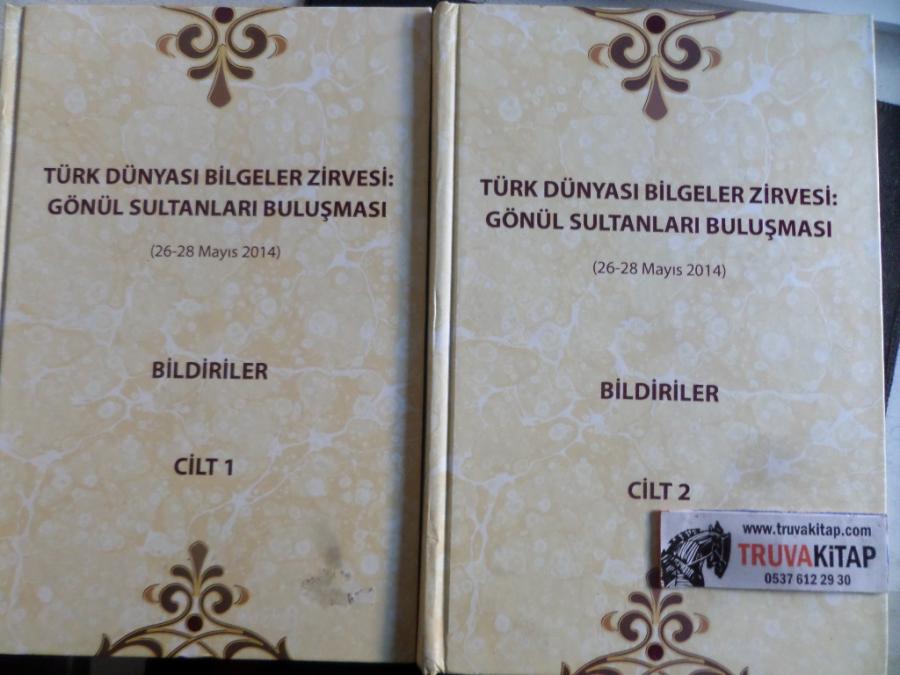 TÜRK DÜNYASI BİLGELER ZİRVESİ:
GÖNÜL SULTANLARI BULUŞMASI
(26-28 Mayıs 2014)
BİLDİRİLER
CİLT 1
TÜRK DÜNYASI BİLGELER ZİRVESİ:
GÖNÜL SULTANLARI BULUŞMASI
(26-28 Mayıs 2014)
BİLDİRİLER
CİLT 2
www.truvakitap.com
TRUVAKiTAP
0537 612 29 30